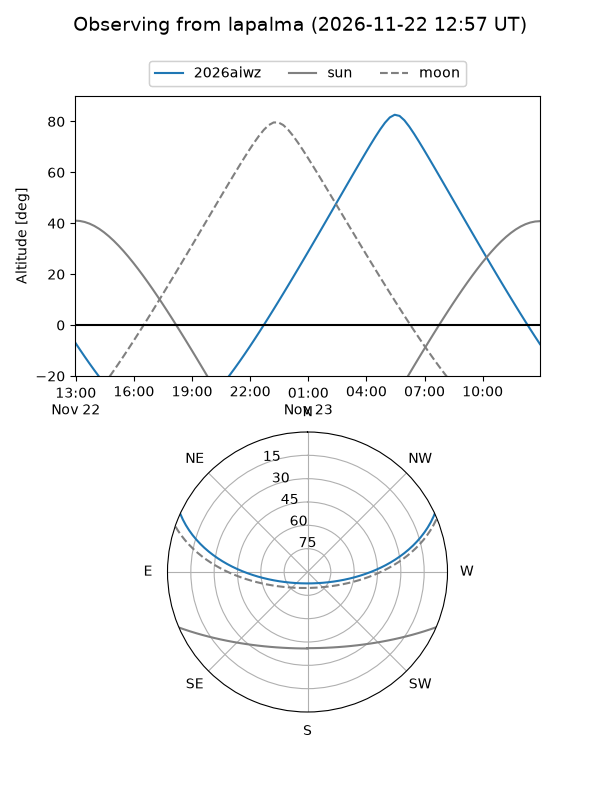 Observing from lapalma (2026-11-22 12:57 UT)
2026aiwz sun moon
80
60
40
20
0
−20
Altitude [deg]
13:00 16:00 19:00 22:00 01:00 04:00 07:00 10:00
Nov 22 Nov 23
N
NE NW
15
30
45
60
75
E W
SE SW
S